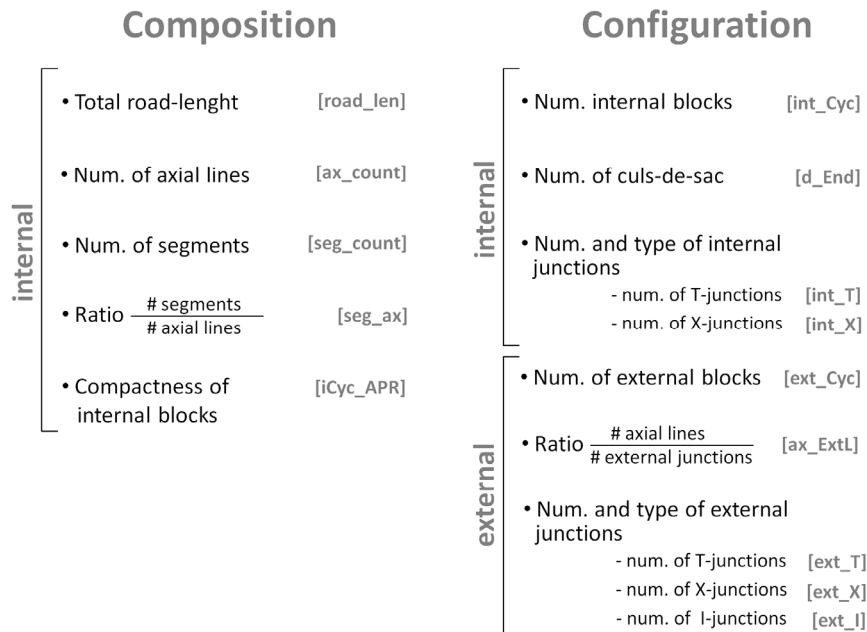 Composition
internal
• Total road-lenght [road_len]
• Num. of axial lines [ax_count]
• Num. of segments [seg_count]
• Ratio # segments / # axial lines [seg_ax]
• Compactness of [iCyc_APR]
internal blocks
Configuration
internal
• Num. internal blocks [int_Cyc]
• Num. of culs-de-sac [d_End]
• Num. and type of internal
junctions
- num. of T-junctions [int_T]
- num. of X-junctions [int_X]
external
• Num. of external blocks [ext_Cyc]
• Ratio # axial lines / # external junctions [ax_ExtL]
• Num. and type of external
junctions
- num. of T-junctions [ext_T]
- num. of X-junctions [ext_X]
- num. of I-junctions [ext_I]